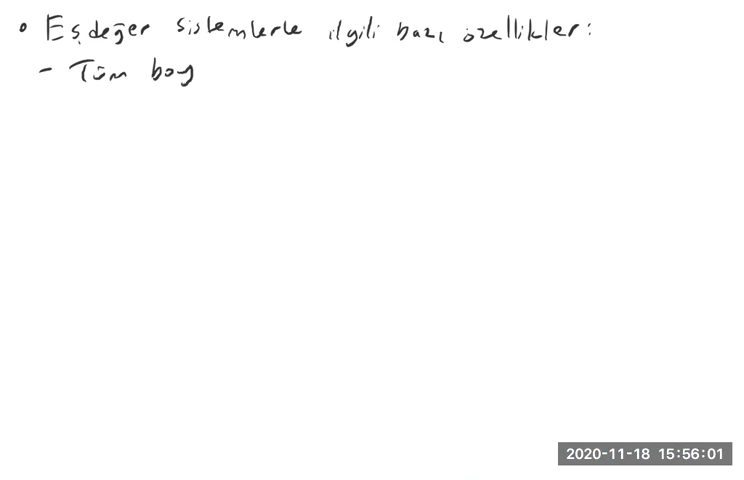 • Eşdeğer sistemlerle ilgili bazı özellikler:
- Tüm boy
2020-11-18 15:56:01